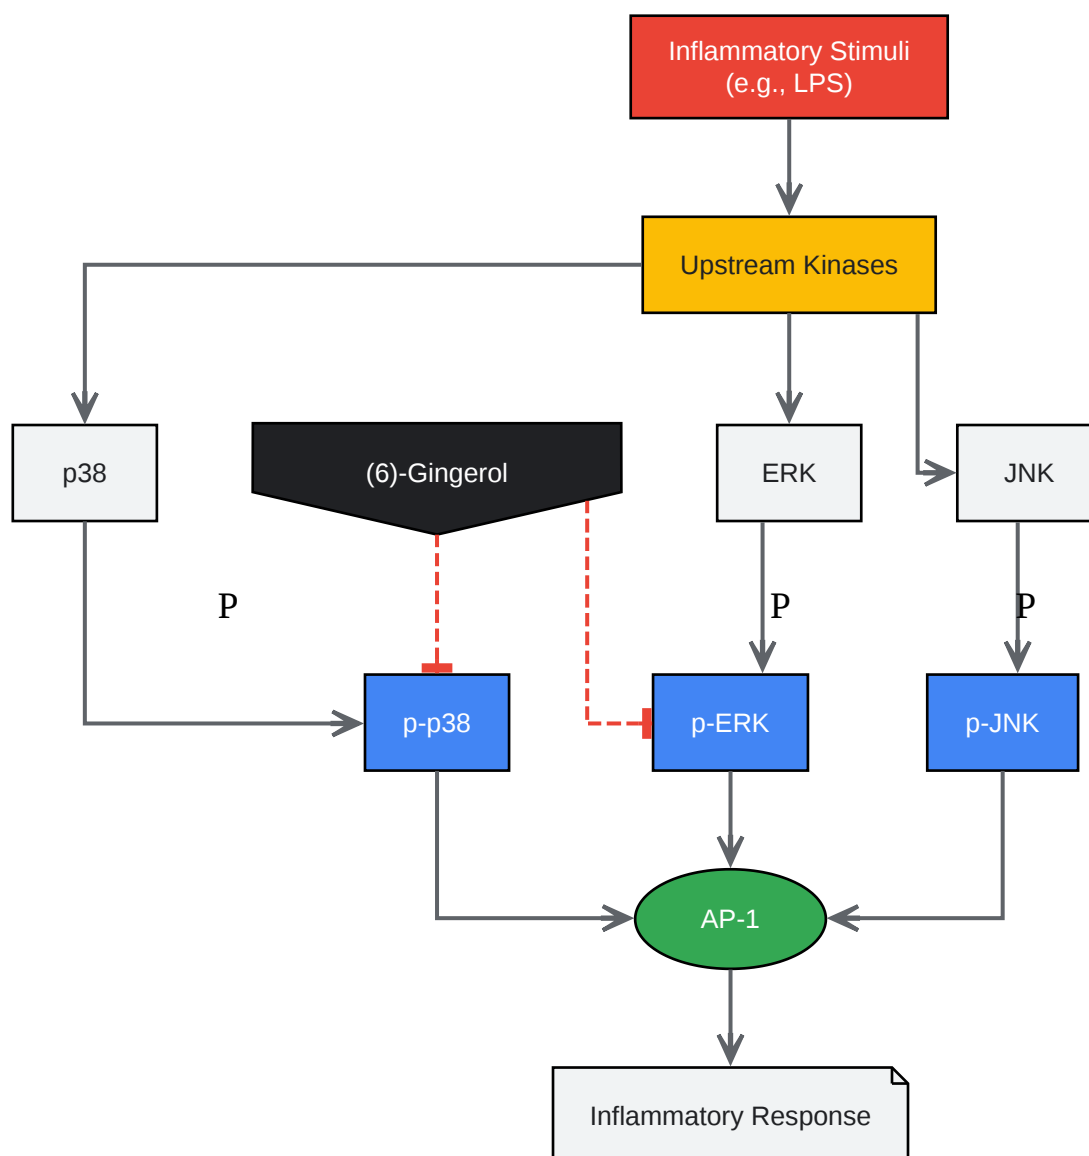 Inflammatory Stimuli
(e.g., LPS)
Upstream Kinases
p38
(6)-Gingerol
ERK
JNK
P
P
P
p-p38
p-ERK
p-JNK
AP-1
Inflammatory Response